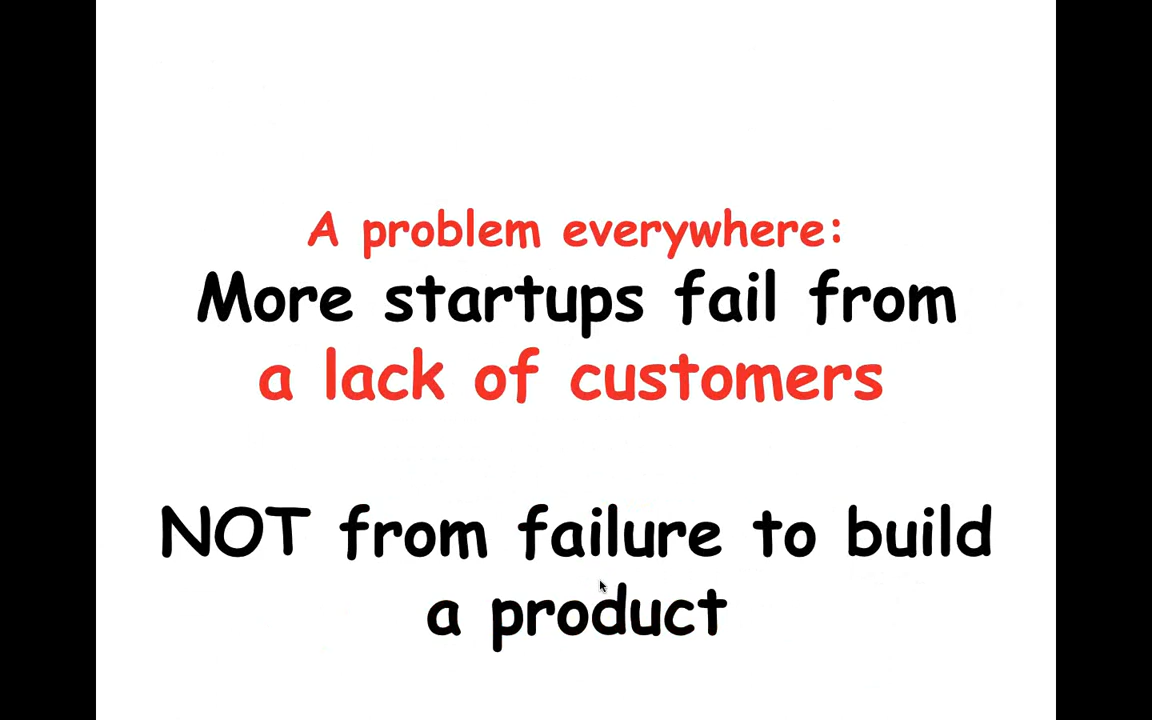 A problem everywhere:
More startups fail from
a lack of customers
NOT from failure to build
a product